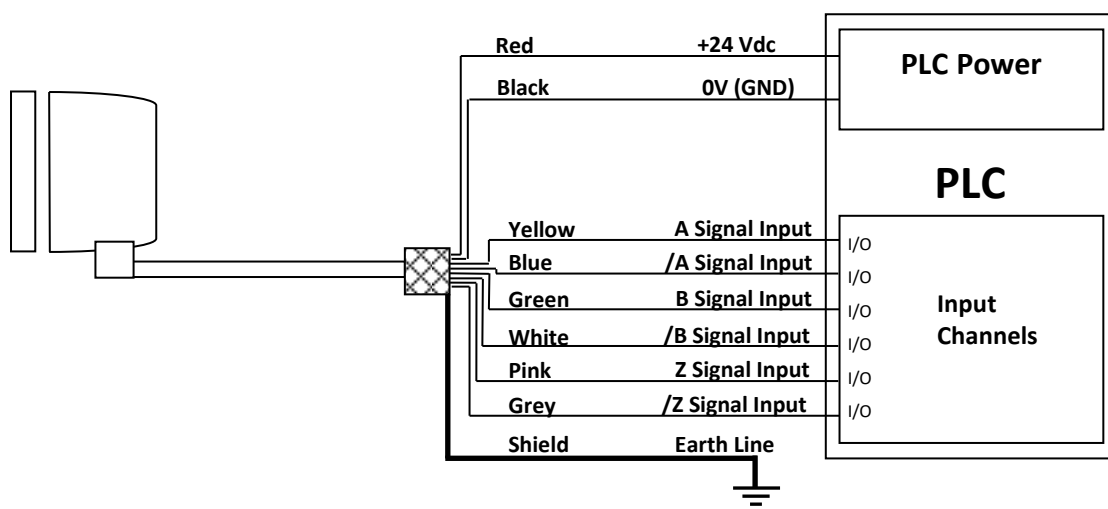 Red +24 Vdc
Black 0V (GND)
PLC Power
PLC
Yellow A Signal Input I/O
Blue /A Signal Input I/O
Green B Signal Input I/O
White /B Signal Input I/O
Pink Z Signal Input I/O
Grey /Z Signal Input I/O
Input
Channels
Shield Earth Line